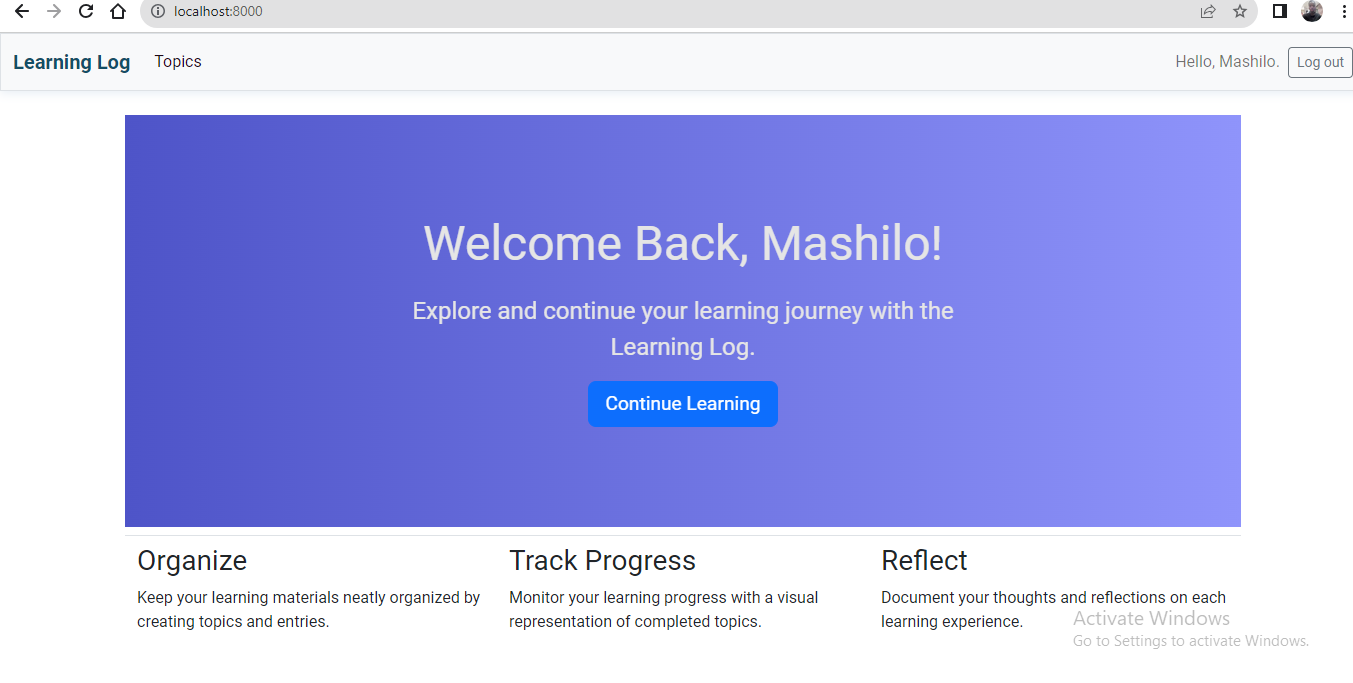 localhost:8000
Learning Log Topics Hello, Mashilo. Log out
Welcome Back, Mashilo!
Explore and continue your learning journey with the
Learning Log.
Continue Learning
Organize
Keep your learning materials neatly organized by
creating topics and entries.
Track Progress
Monitor your learning progress with a visual
representation of completed topics.
Reflect
Document your thoughts and reflections on each
learning experience.
Activate Windows
Go to Settings to activate Windows.